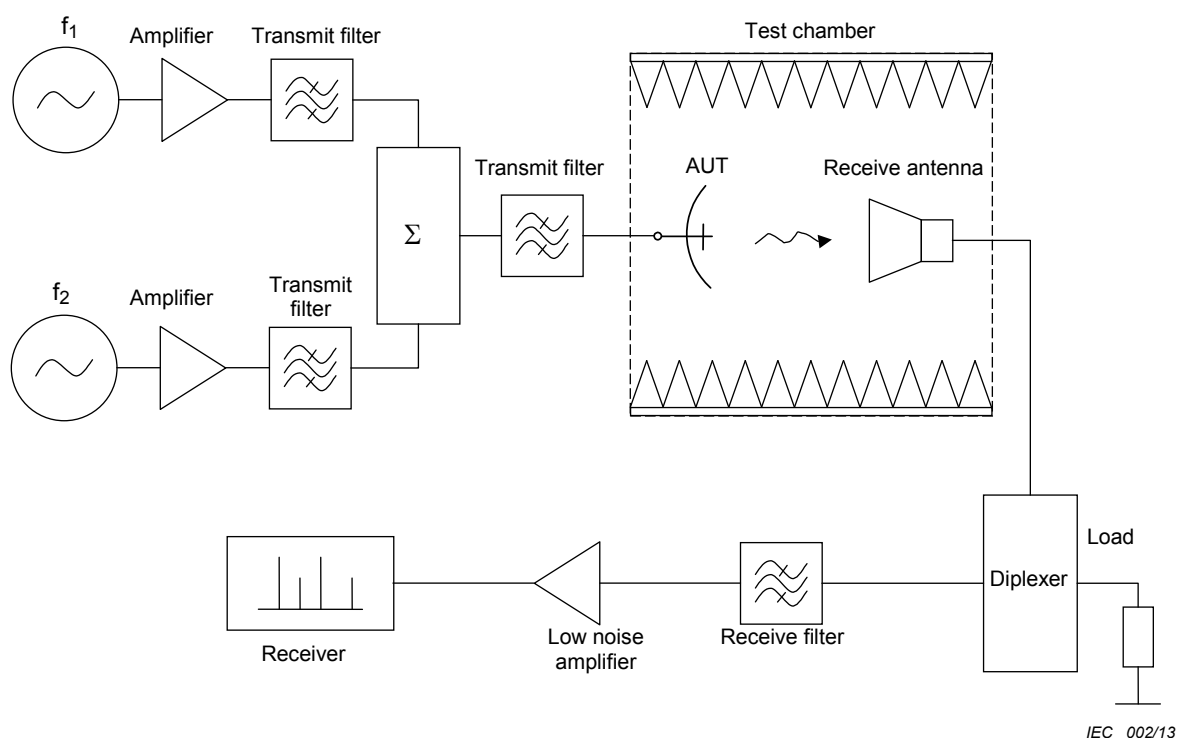 f1
Amplifier
Transmit filter
Test chamber
Transmit filter
AUT
Receive antenna
Σ
f2
Amplifier
Transmit
filter
Load
Diplexer
Receiver
Low noise
amplifier
Receive filter
IEC 002/13